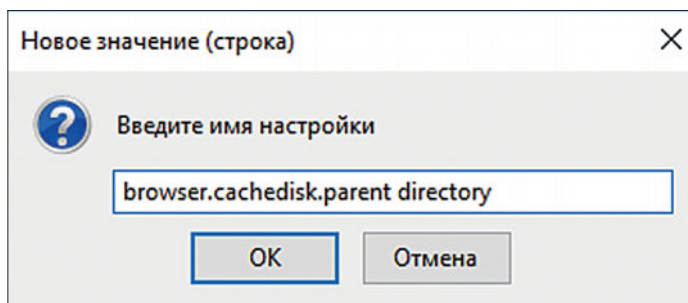 Новое значение (строка)
Введите имя настройки
browser.cachedisk.parent directory
OK
Отмена